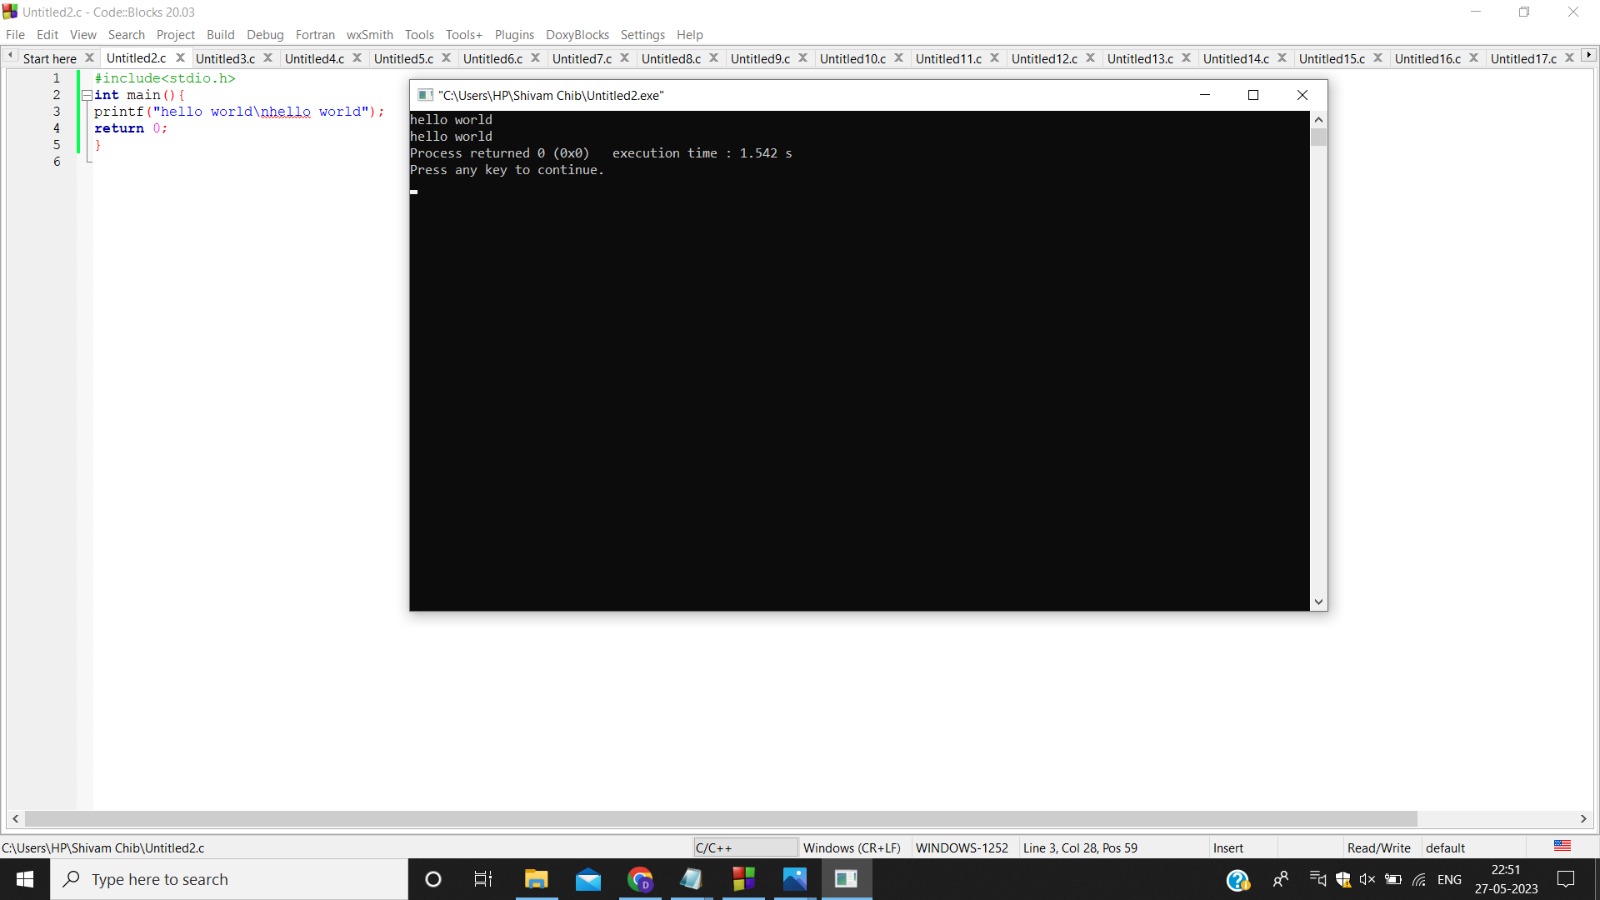 Untitled2.c - Code::Blocks 20.03
File Edit View Search Project Build Debug Fortran wxSmith Tools Tools+ Plugins DoxyBlocks Settings Help
Start here Untitled2.c Untitled3.c Untitled4.c Untitled5.c Untitled6.c Untitled7.c Untitled8.c Untitled9.c Untitled10.c Untitled11.c Untitled12.c Untitled13.c Untitled14.c Untitled15.c Untitled16.c Untitled17.c
1 #include<stdio.h>
2 int main(){
3 printf("hello world\nhello world");
4 return 0;
5 }
6
"C:\Users\HP\Shivam Chib\Untitled2.exe"
hello world
hello world
Process returned 0 (0x0)   execution time : 1.542 s
Press any key to continue.
C:\Users\HP\Shivam Chib\Untitled2.c C/C++ Windows (CR+LF) WINDOWS-1252 Line 3, Col 28, Pos 59 Insert Read/Write default
Type here to search
ENG
22:51
27-05-2023